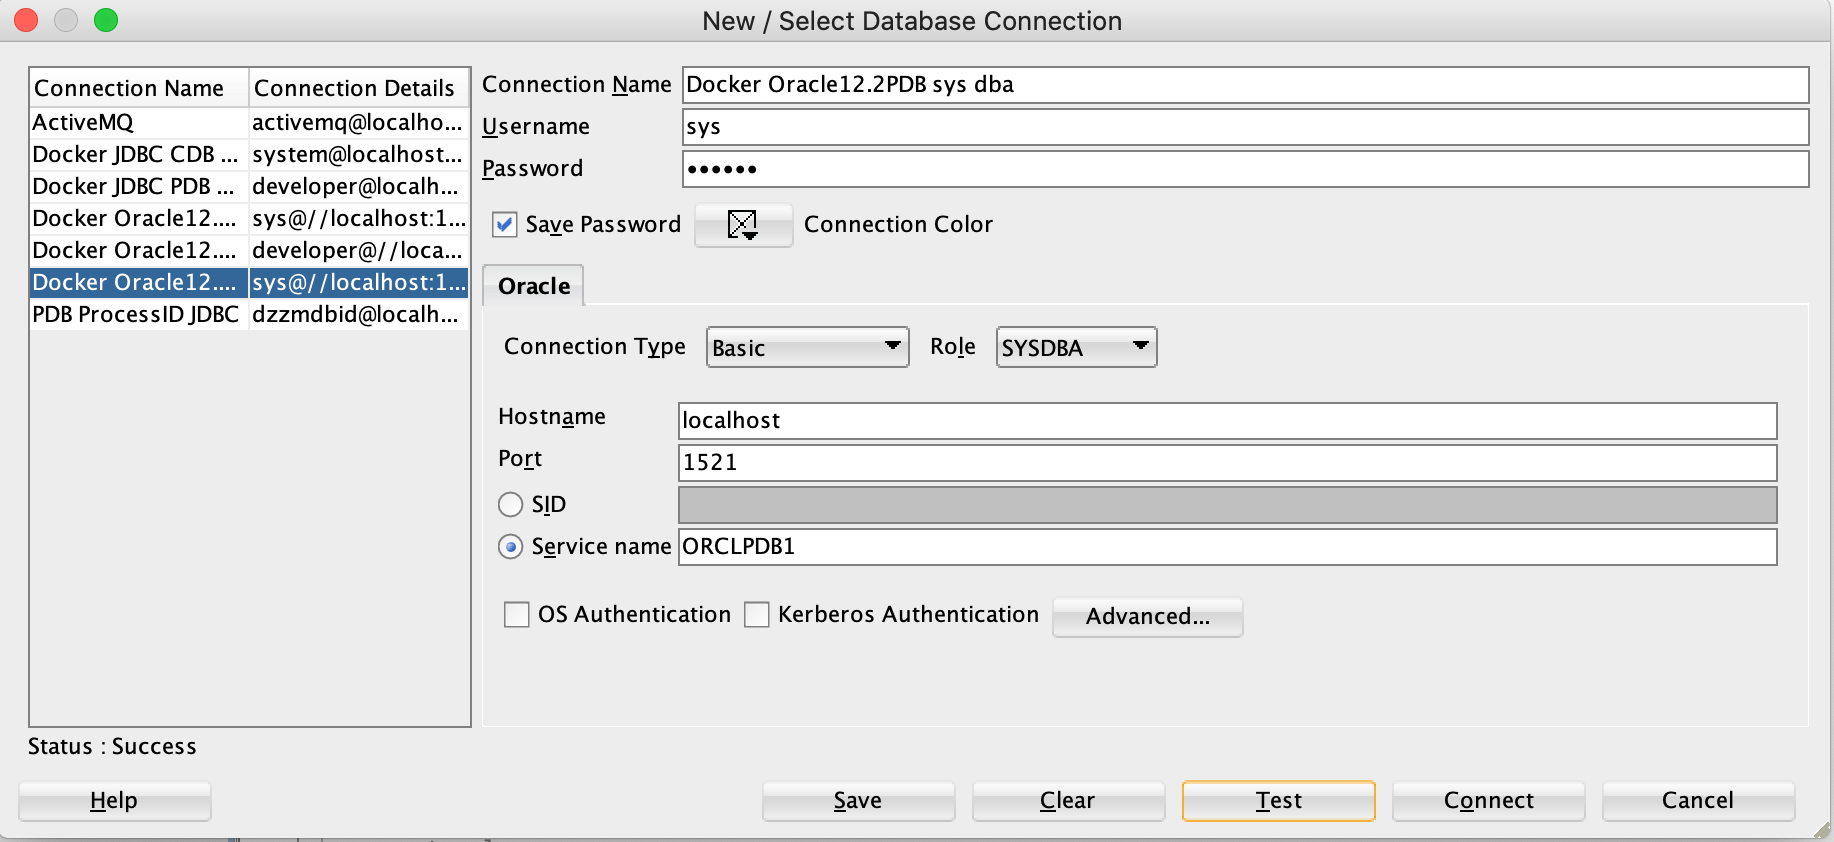 New / Select Database Connection
Connection Name Connection Details
ActiveMQ activemq@localho...
Docker JDBC CDB ... system@localhost...
Docker JDBC PDB ... developer@localh...
Docker Oracle12.... sys@//localhost:1...
Docker Oracle12.... developer@//loca...
Docker Oracle12.... sys@//localhost:1...
PDB ProcessID JDBC dzzmdbid@localh...
Connection Name Docker Oracle12.2PDB sys dba
Username sys
Password ••••••
Save Password Connection Color
Oracle
Connection Type Basic Role SYSDBA
Hostname localhost
Port 1521
SID
Service name ORCLPDB1
OS Authentication Kerberos Authentication Advanced...
Status : Success
Help Save Clear Test Connect Cancel